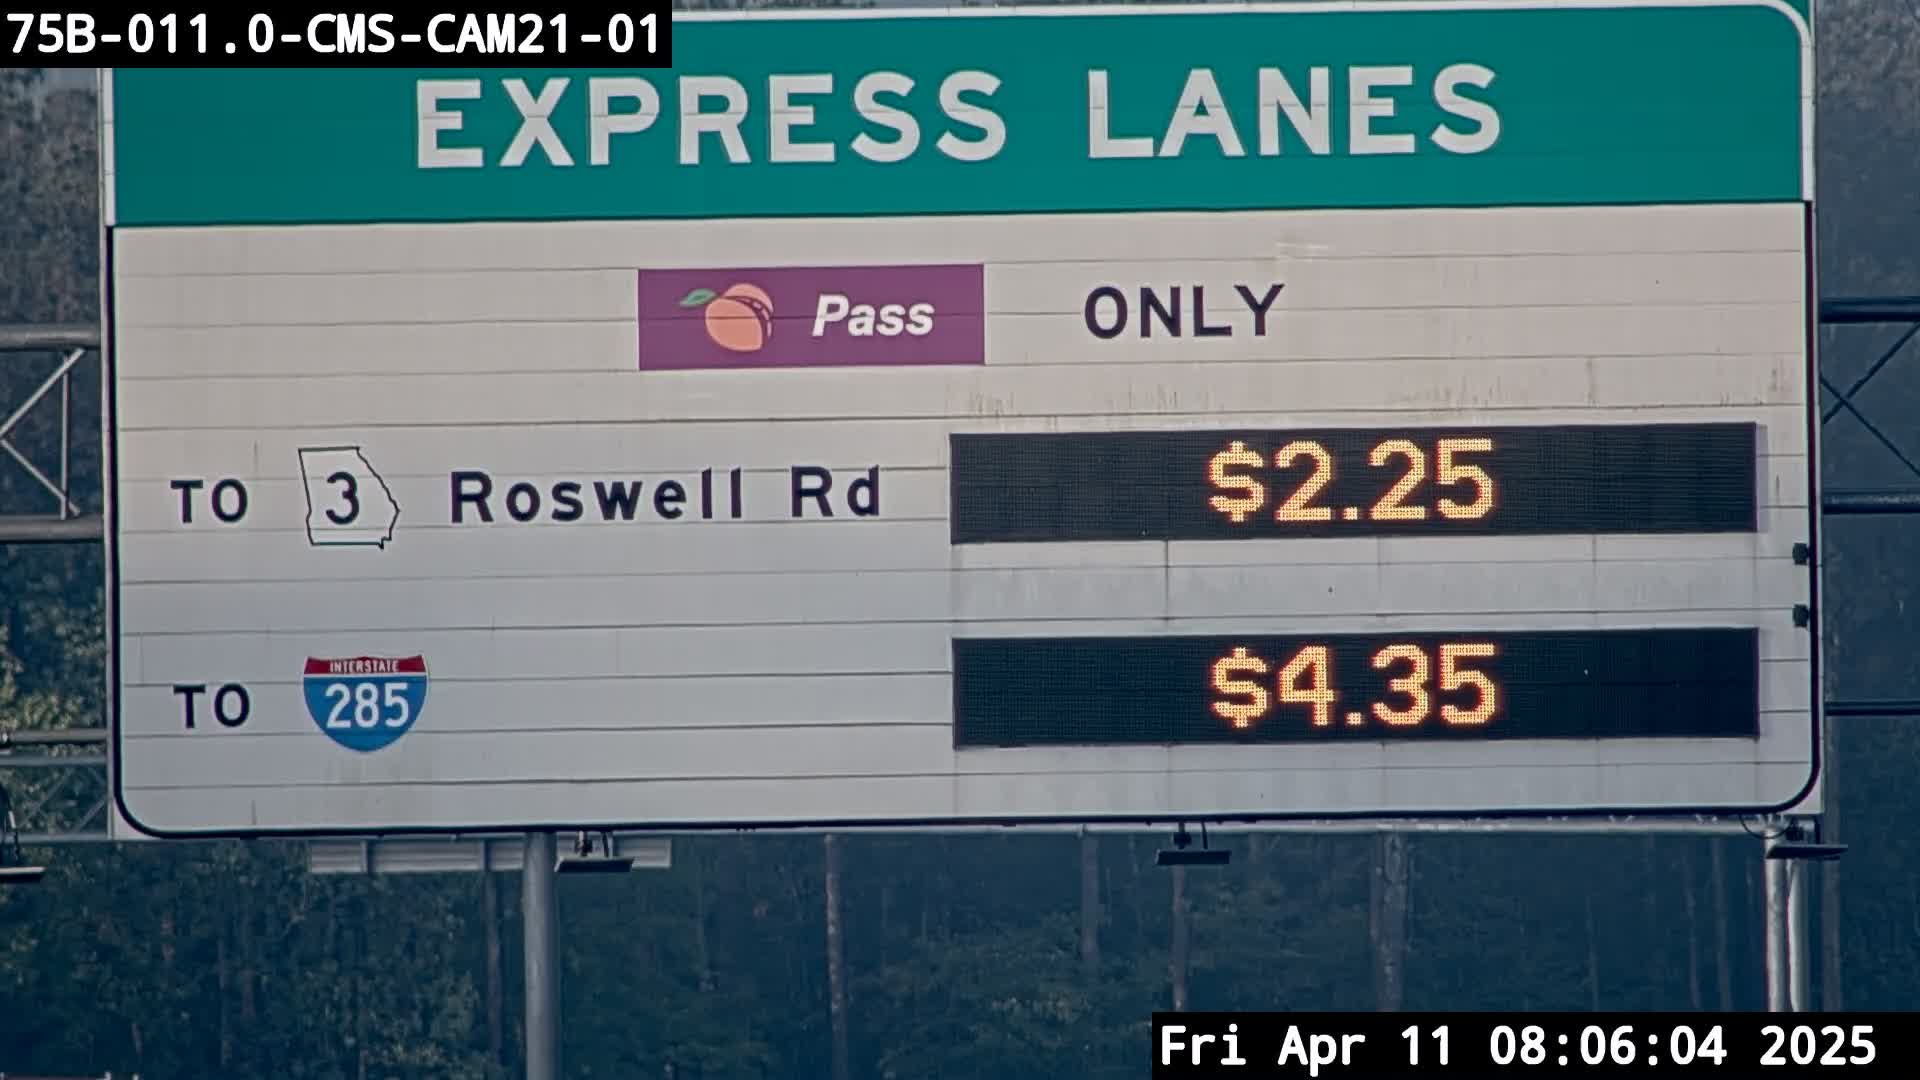 75B-011.0-CMS-CAM21-01
EXPRESS LANES
Pass ONLY
TO 3 Roswell Rd $2.25
TO INTERSTATE 285 $4.35
Fri Apr 11 08:06:04 2025